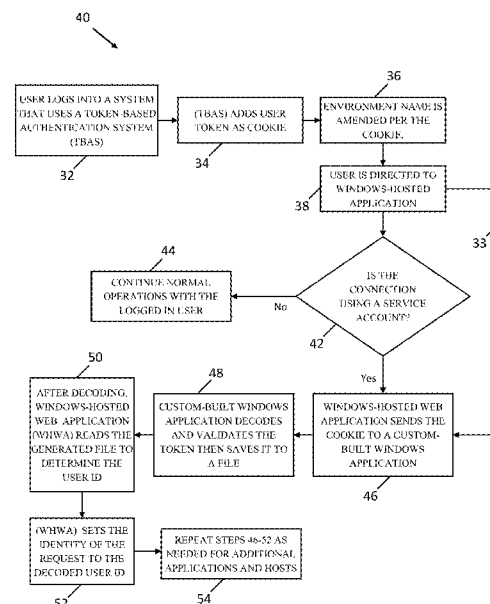 40
USER LOGS INTO A SYSTEM
THAT USES A TOKEN-BASED
AUTHENTICATION SYSTEM
(TBAS)
32
(TBAS) ADDS USER
TOKEN AS COOKIE
34
36
ENVIRONMENT NAME IS
AMENDED PER THE
COOKIE.
USER IS DIRECTED TO
WINDOWS-HOSTED
APPLICATION
38
33
IS THE
CONNECTION
USING A SERVICE
ACCOUNT?
42
No
Yes
44
CONTINUE NORMAL
OPERATIONS WITH THE
LOGGED IN USER
WINDOWS-HOSTED WEB
APPLICATION SENDS THE
COOKIE TO A CUSTOM-
BUILT WINDOWS
APPLICATION
46
48
CUSTOM-BUILT WINDOWS
APPLICATION DECODES
AND VALIDATES THE
TOKEN THEN SAVES IT TO
A FILE
50
AFTER DECODING,
WINDOWS-HOSTED
WEB APPLICATION
(WHWA) READS THE
GENERATED FILE TO
DETERMINE THE
USER ID
(WHWA) SETS THE
IDENTITY OF THE
REQUEST TO THE
DECODED USER ID
52
REPEAT STEPS 46-52 AS
NEEDED FOR ADDITIONAL
APPLICATIONS AND HOSTS
54